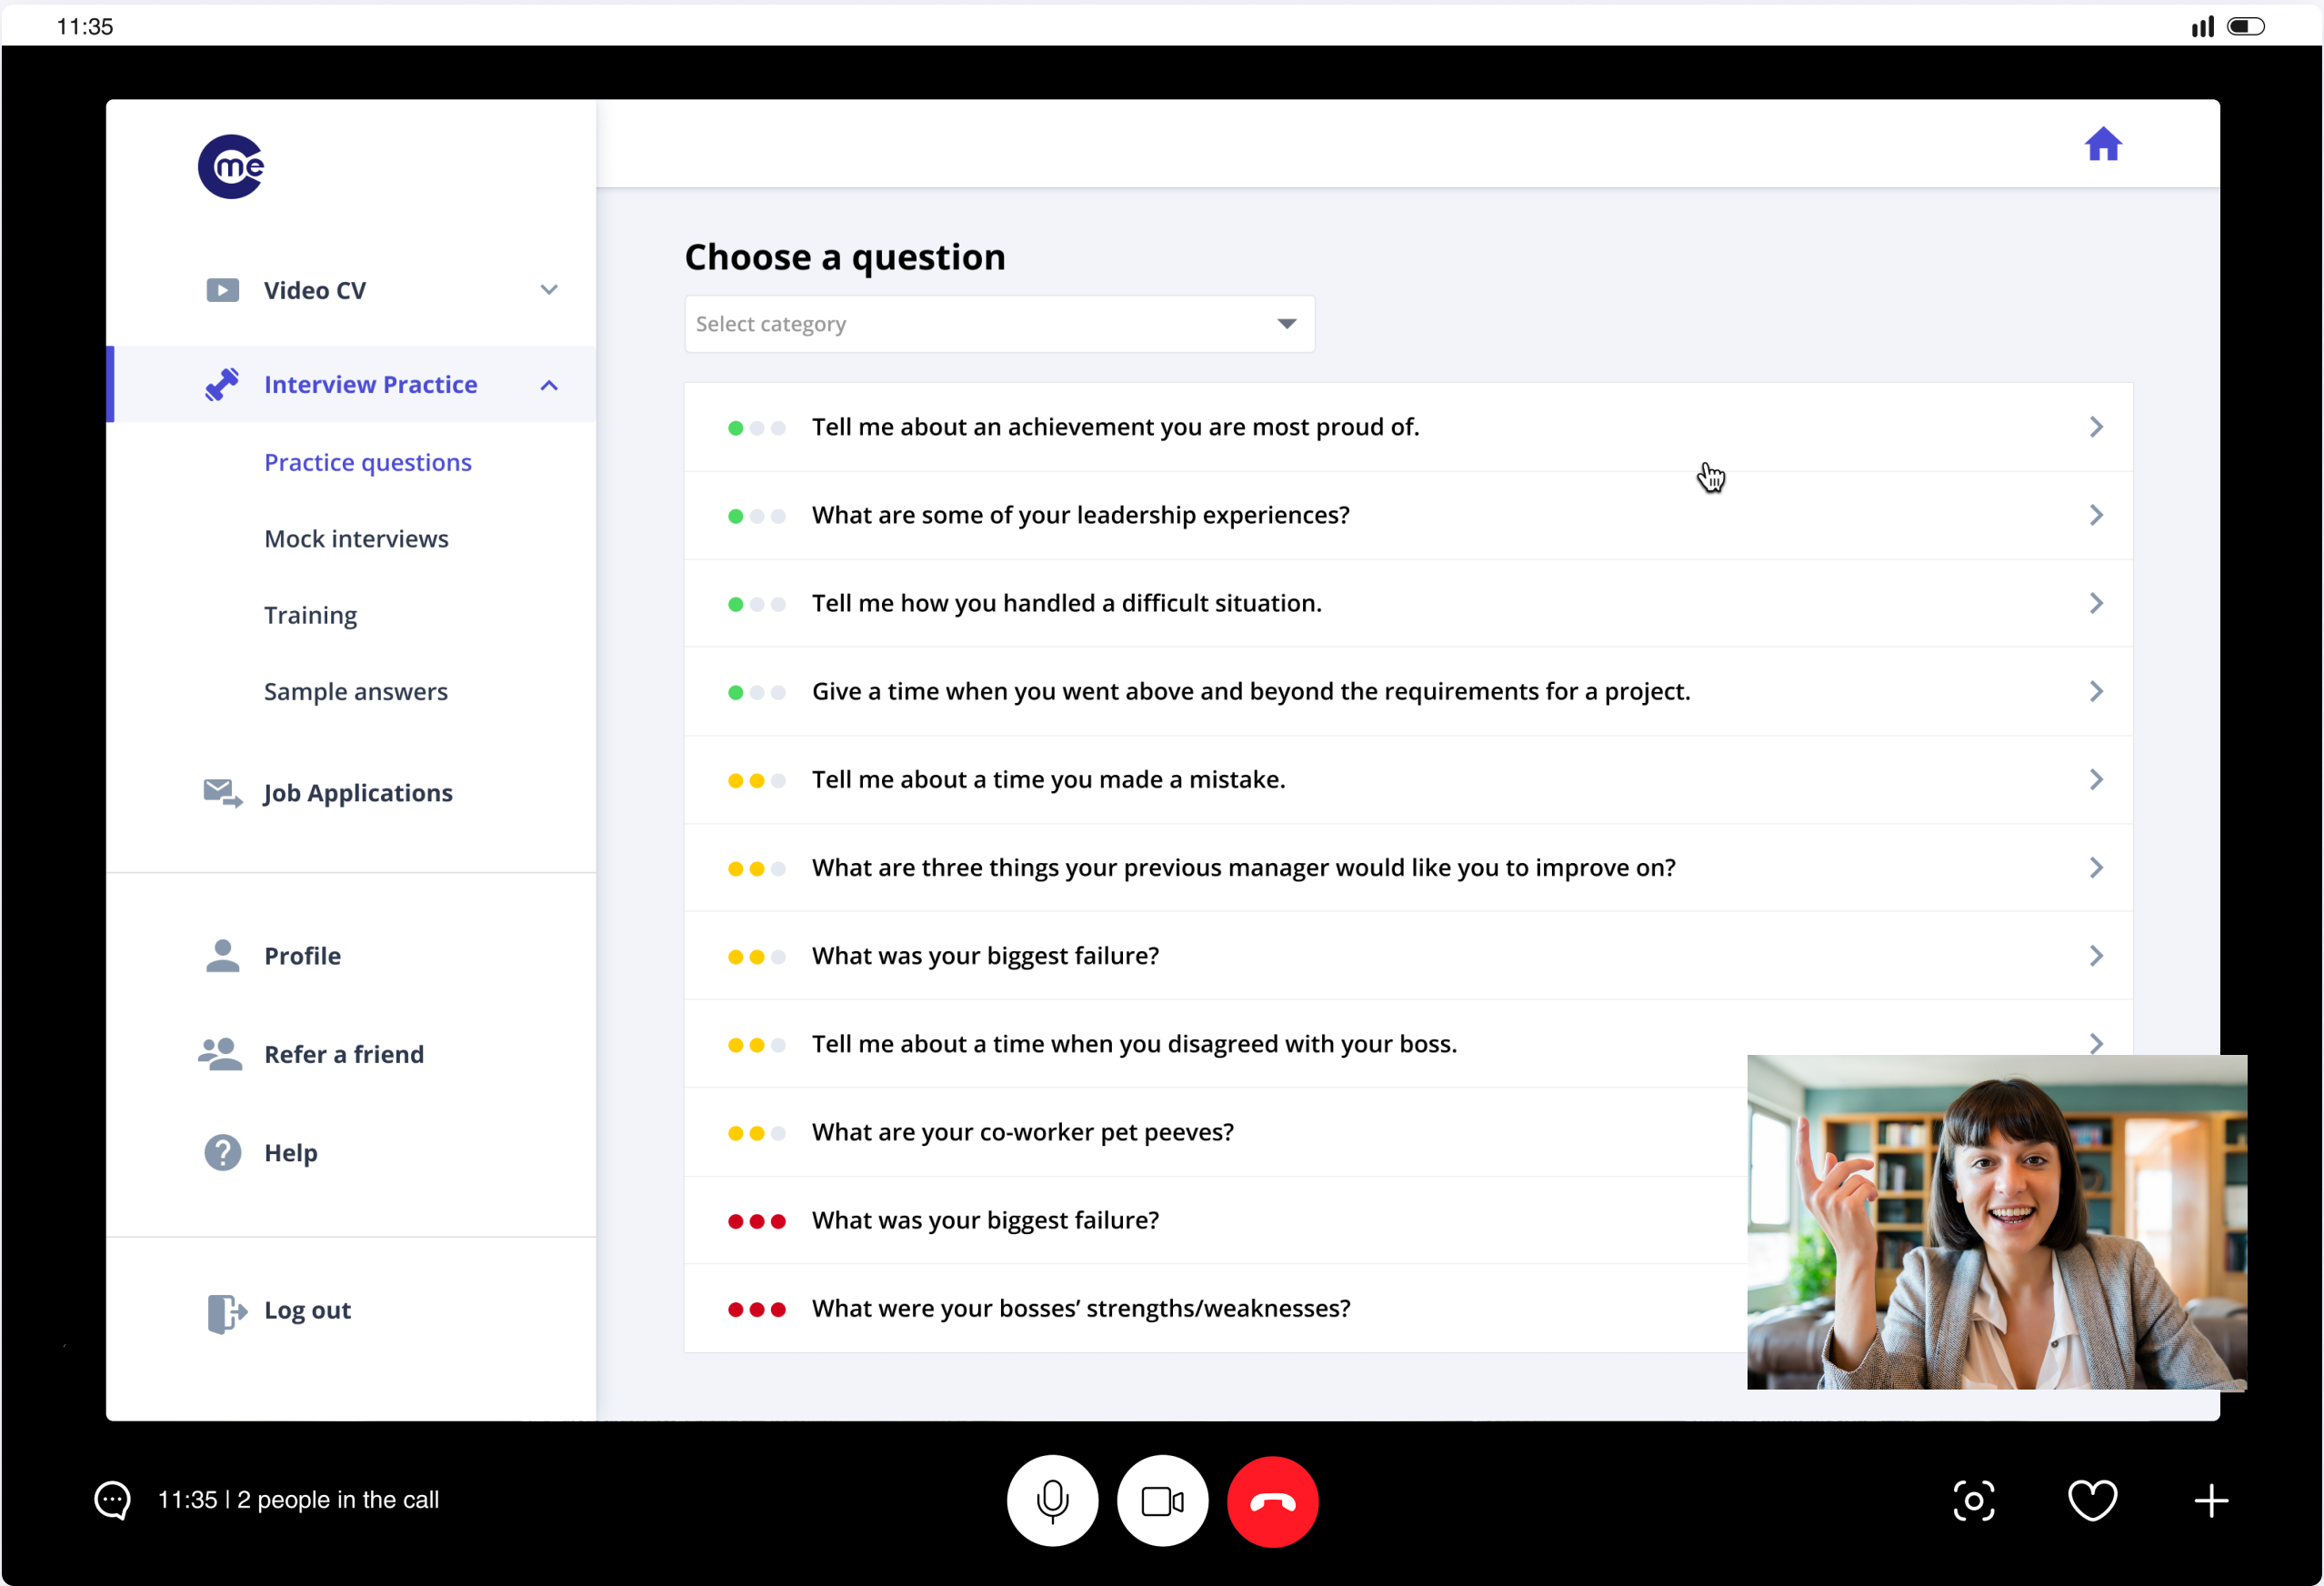 11:35
Cme
Video CV
Interview Practice
Practice questions
Mock interviews
Training
Sample answers
Job Applications
Profile
Refer a friend
Help
Log out
Choose a question
Select category
Tell me about an achievement you are most proud of.
What are some of your leadership experiences?
Tell me how you handled a difficult situation.
Give a time when you went above and beyond the requirements for a project.
Tell me about a time you made a mistake.
What are three things your previous manager would like you to improve on?
What was your biggest failure?
Tell me about a time when you disagreed with your boss.
What are your co-worker pet peeves?
What was your biggest failure?
What were your bosses’ strengths/weaknesses?
11:35 | 2 people in the call